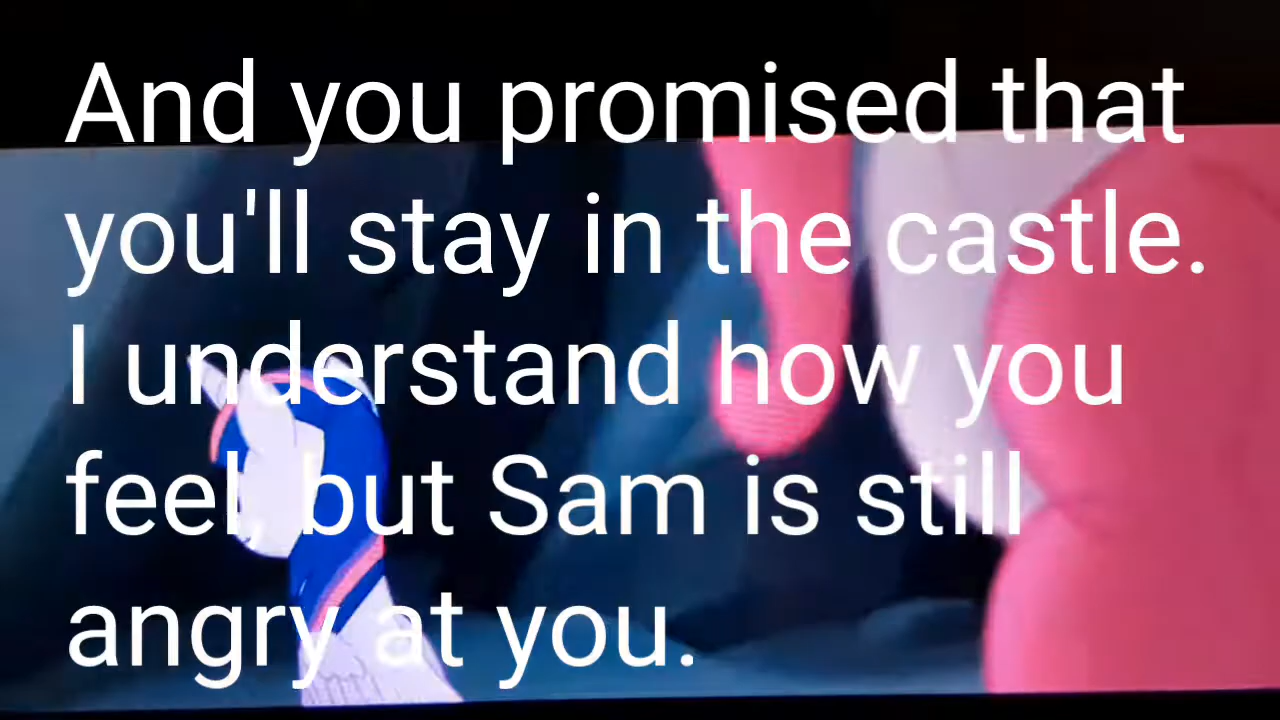 And you promised that
you'll stay in the castle.
I understand how you
feel, but Sam is still
angry at you.